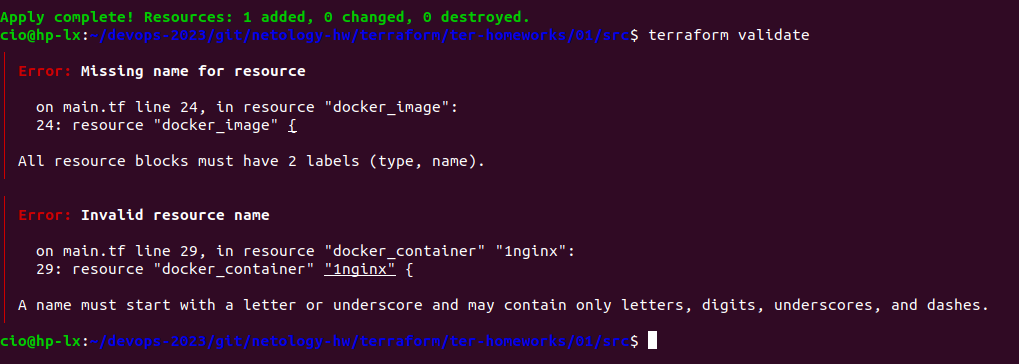 Apply complete! Resources: 1 added, 0 changed, 0 destroyed.
cio@hp-lx:~/devops-2023/git/netology-hw/terraform/ter-homeworks/01/src$ terraform validate
Error: Missing name for resource
on main.tf line 24, in resource "docker_image":
24: resource "docker_image" {
All resource blocks must have 2 labels (type, name).
Error: Invalid resource name
on main.tf line 29, in resource "docker_container" "1nginx":
29: resource "docker_container" "1nginx" {
A name must start with a letter or underscore and may contain only letters, digits, underscores, and dashes.
cio@hp-lx:~/devops-2023/git/netology-hw/terraform/ter-homeworks/01/src$